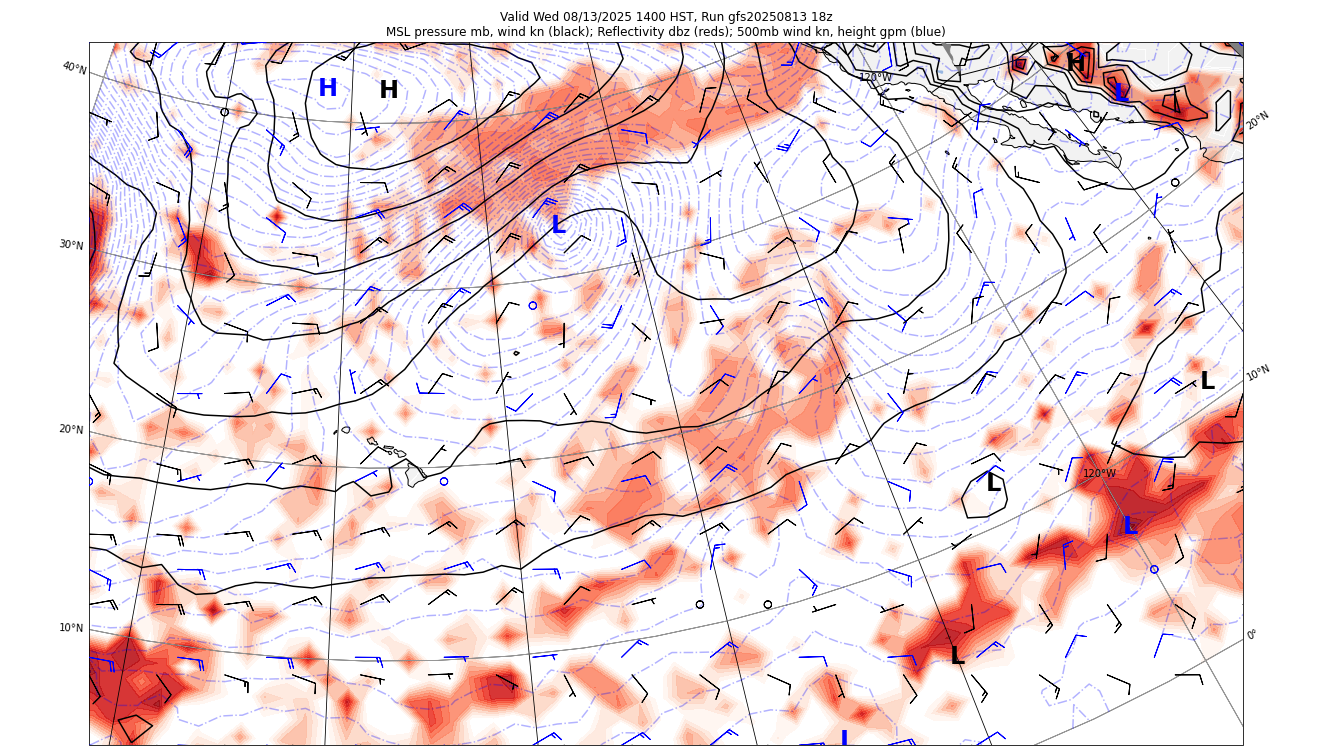 Valid Wed 08/13/2025 1400 HST, Run gfs20250813 18z
MSL pressure mb, wind kn (black); Reflectivity dbz (reds); 500mb wind kn, height gpm (blue)
40°N
H
H
120°W
H
L
L
20°N
30°N
L
10°N
L
20°N
120°W
L
L
10°N
0°
L
L